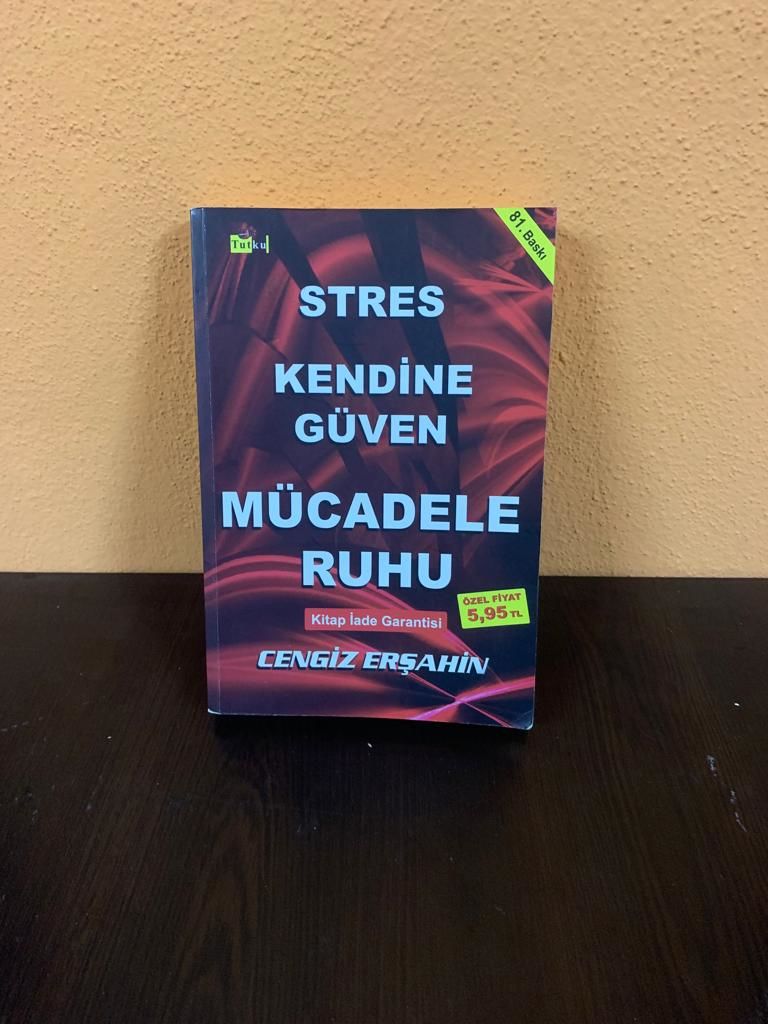 Tutku
81. Baskı
STRES
KENDİNE
GÜVEN
MÜCADELE
RUHU
ÖZEL FİYAT
5,95 TL
Kitap İade Garantisi
CENGİZ ERŞAHİN